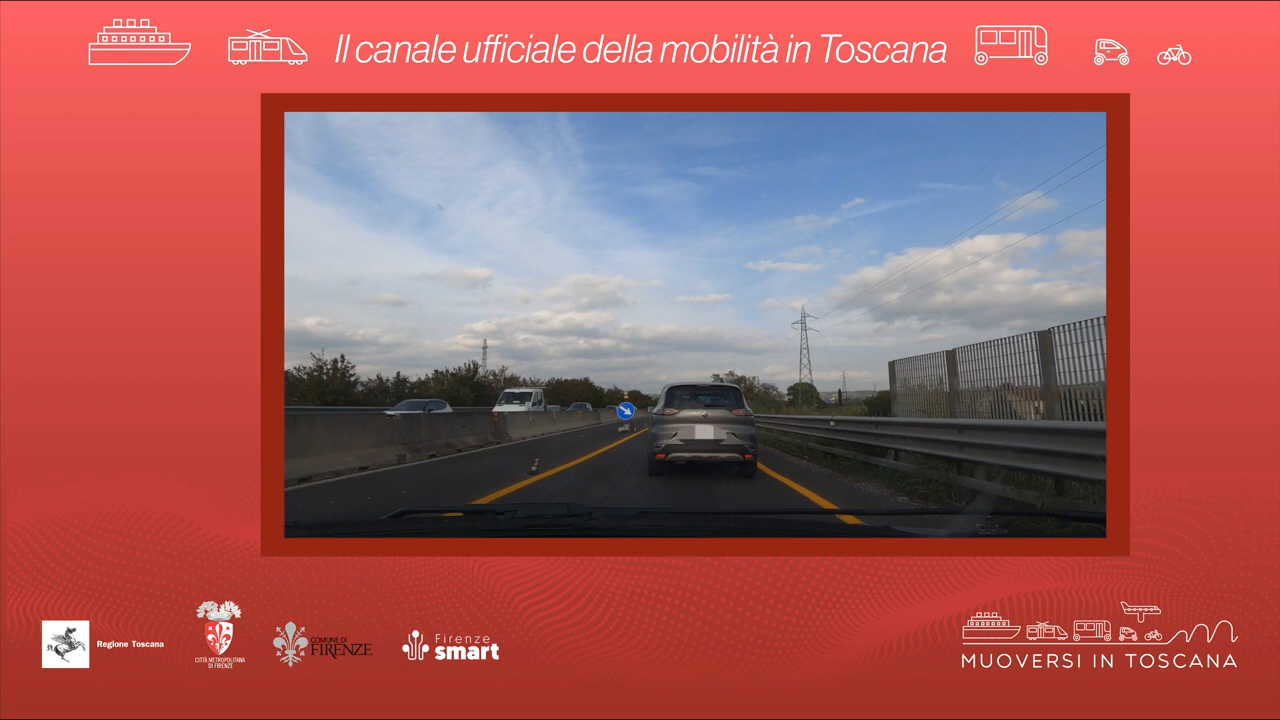 Il canale ufficiale della mobilità in Toscana
Regione Toscana
CITTÀ METROPOLITANA
DI FIRENZE
COMUNE DI
FIRENZE
Firenze
smart
MUOVERSI IN TOSCANA